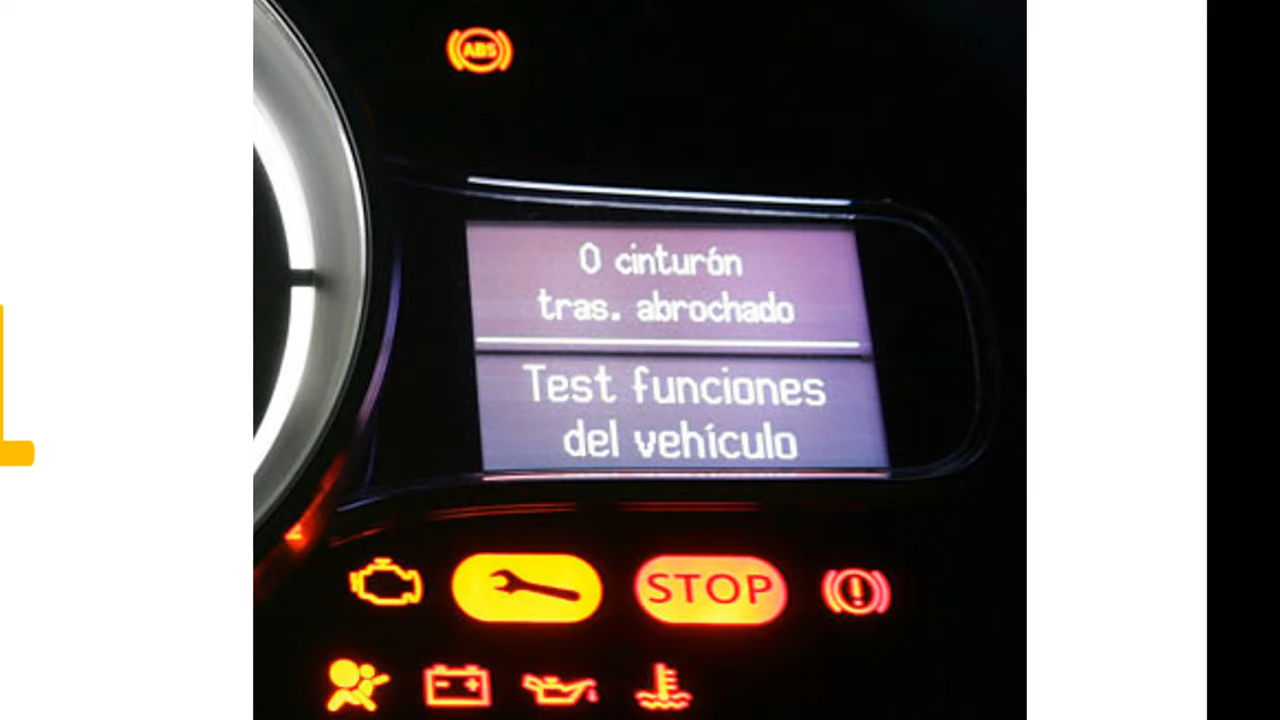 ABS
0 cinturón
tras. abrochado
Test funciones
del vehículo
STOP